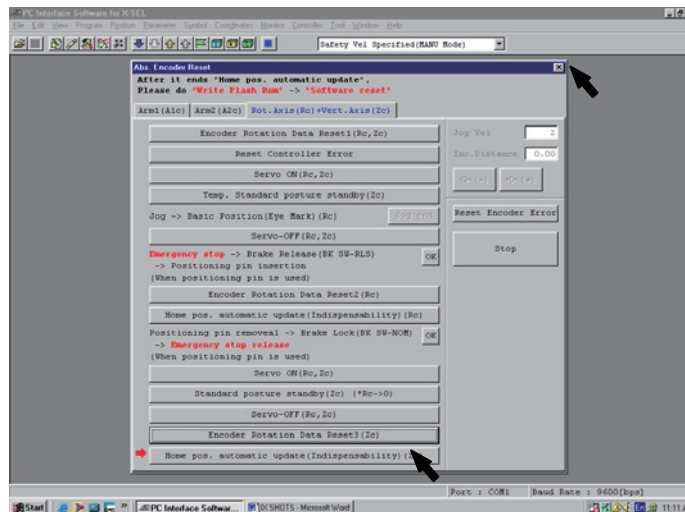 PC Interface Software for X-SEL
File Edit View Program Position Parameter Symbol Coordinates Monitor Controller Tool Window Help
Safety Vel Specified(MANU Mode)
Abs. Encoder Reset
After it ends "Home pos. automatic update",
Please do "Write Flash Rom" -> "Software reset"
Arm1(A1c) Arm2(A2c) Rot.Axis(Rc)+Vert.Axis(Zc)
Encoder Rotation Data Reset1(Rc,Zc)
Reset Controller Error
Servo ON(Rc,Zc)
Temp. Standard posture standby(Zc)
Jog -> Basic Position(Eye Mark)(Rc) Jog end
Servo-OFF(Rc,Zc)
Emergency stop -> Brake Release(BK SW-RLS)
-> Positioning pin insertion
(When positioning pin is used)
OK
Encoder Rotation Data Reset2(Rc)
Home pos. automatic update(Indispensability)(Rc)
Positioning pin removeal -> Brake Lock(BK SW-NOM)
-> Emergency stop release
(When positioning pin is used)
OK
Servo ON(Rc,Zc)
Standard posture standby(Zc) (*Rc->0)
Servo-OFF(Rc,Zc)
Encoder Rotation Data Reset3(Zc)
Home pos. automatic update(Indispensability)
Jog Vel 2
Inc.Distance 0.00
Reset Encoder Error
Stop
Port : COM1 Baud Rate : 9600[bps]
Start
PC Interface Softwar...
IX SHOTS - Microsoft Word
11:11